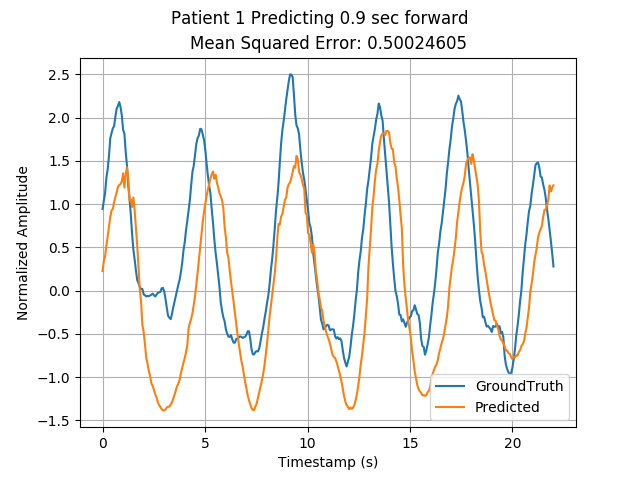 Patient 1 Predicting 0.9 sec forward
Mean Squared Error: 0.50024605
Normalized Amplitude
2.5
2.0
1.5
1.0
0.5
0.0
−0.5
−1.0
−1.5
GroundTruth
Predicted
0 5 10 15 20
Timestamp (s)